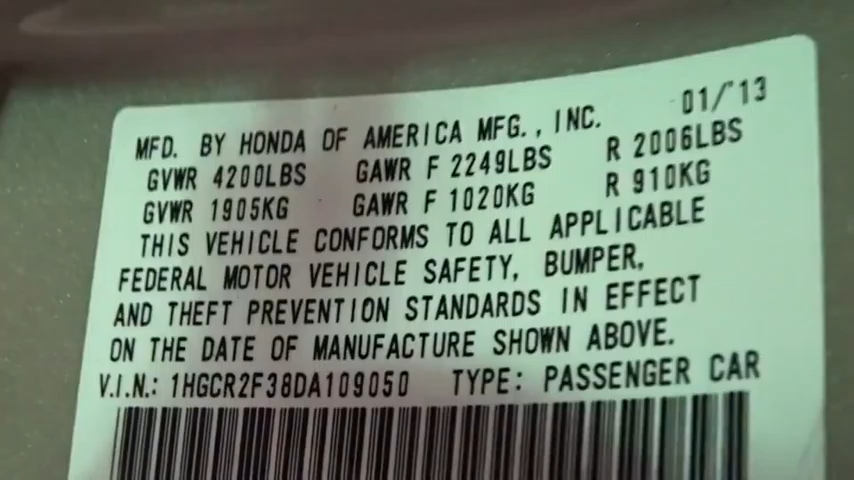 MFD. BY HONDA OF AMERICA MFG., INC. 01/'13
GVWR 4200LBS GAWR F 2249LBS R 2006LBS
GVWR 1905KG GAWR F 1020KG R 910KG
THIS VEHICLE CONFORMS TO ALL APPLICABLE
FEDERAL MOTOR VEHICLE SAFETY, BUMPER,
AND THEFT PREVENTION STANDARDS IN EFFECT
ON THE DATE OF MANUFACTURE SHOWN ABOVE.
V.I.N.: 1HGCR2F38DA109050 TYPE: PASSENGER CAR